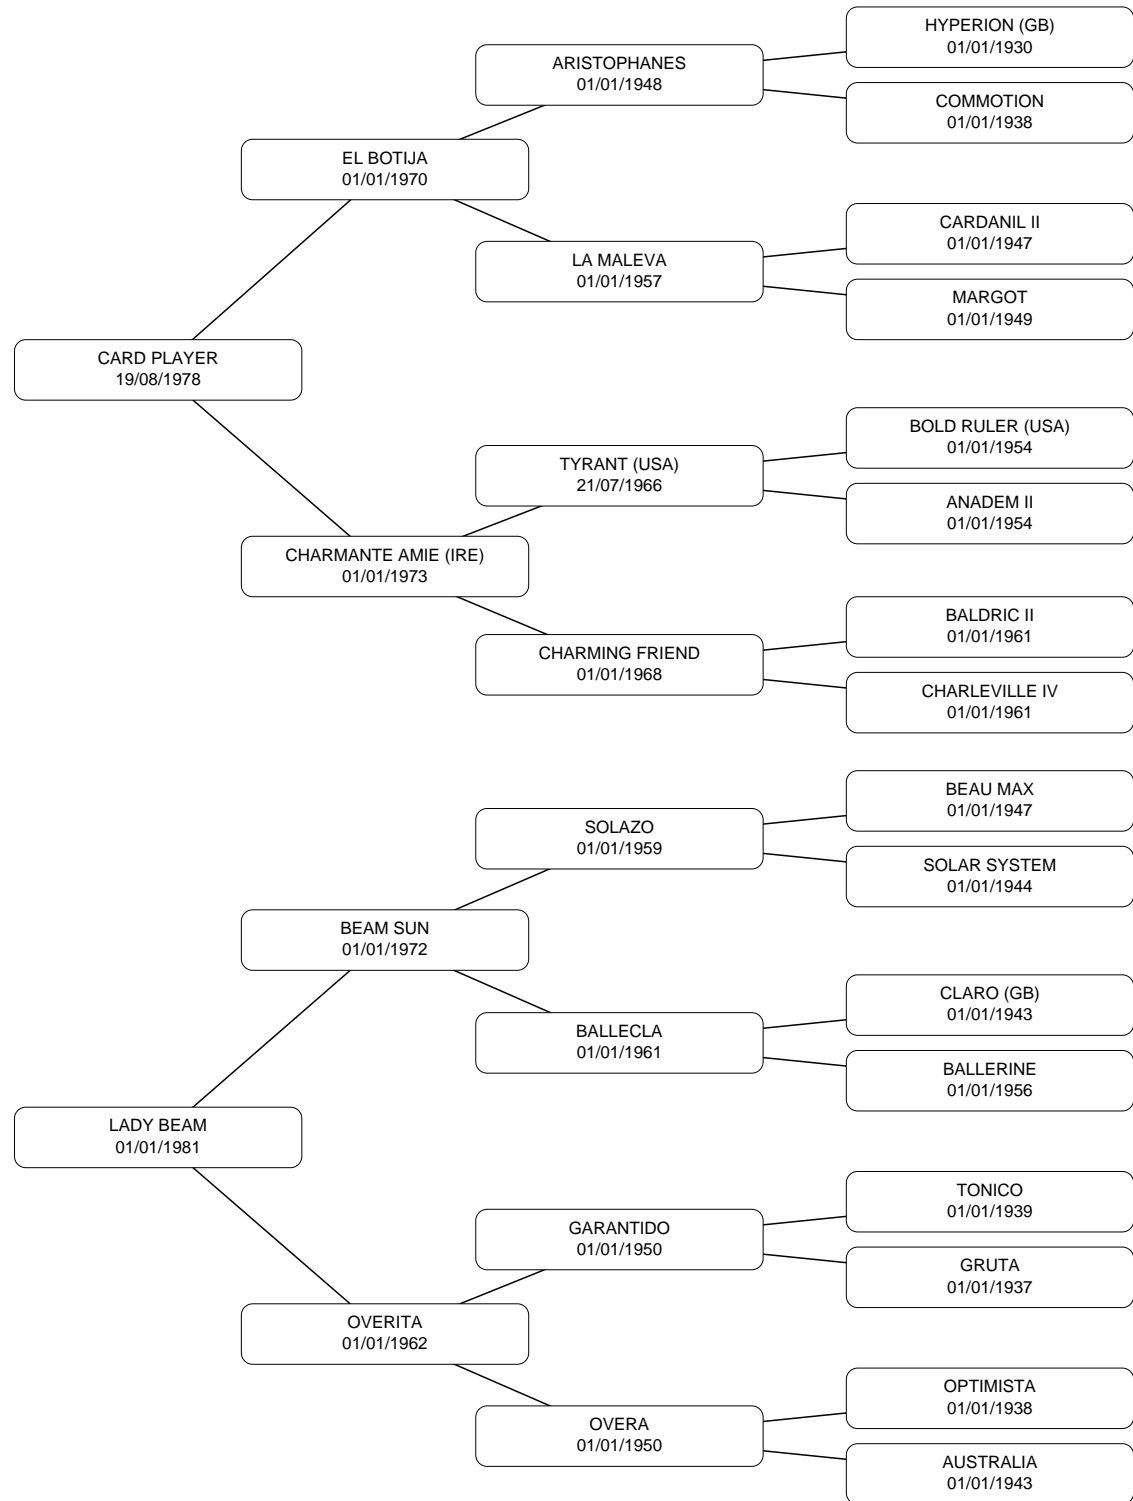 HYPERION (GB)
01/01/1930
ARISTOPHANES
01/01/1948
COMMOTION
01/01/1938
EL BOTIJA
01/01/1970
CARDANIL II
01/01/1947
LA MALEVA
01/01/1957
MARGOT
01/01/1949
CARD PLAYER
19/08/1978
BOLD RULER (USA)
01/01/1954
TYRANT (USA)
21/07/1966
ANADEM II
01/01/1954
CHARMANTE AMIE (IRE)
01/01/1973
BALDRIC II
01/01/1961
CHARMING FRIEND
01/01/1968
CHARLEVILLE IV
01/01/1961
BEAU MAX
01/01/1947
SOLAZO
01/01/1959
SOLAR SYSTEM
01/01/1944
BEAM SUN
01/01/1972
CLARO (GB)
01/01/1943
BALLECLA
01/01/1961
BALLERINE
01/01/1956
LADY BEAM
01/01/1981
TONICO
01/01/1939
GARANTIDO
01/01/1950
GRUTA
01/01/1937
OVERITA
01/01/1962
OPTIMISTA
01/01/1938
OVERA
01/01/1950
AUSTRALIA
01/01/1943